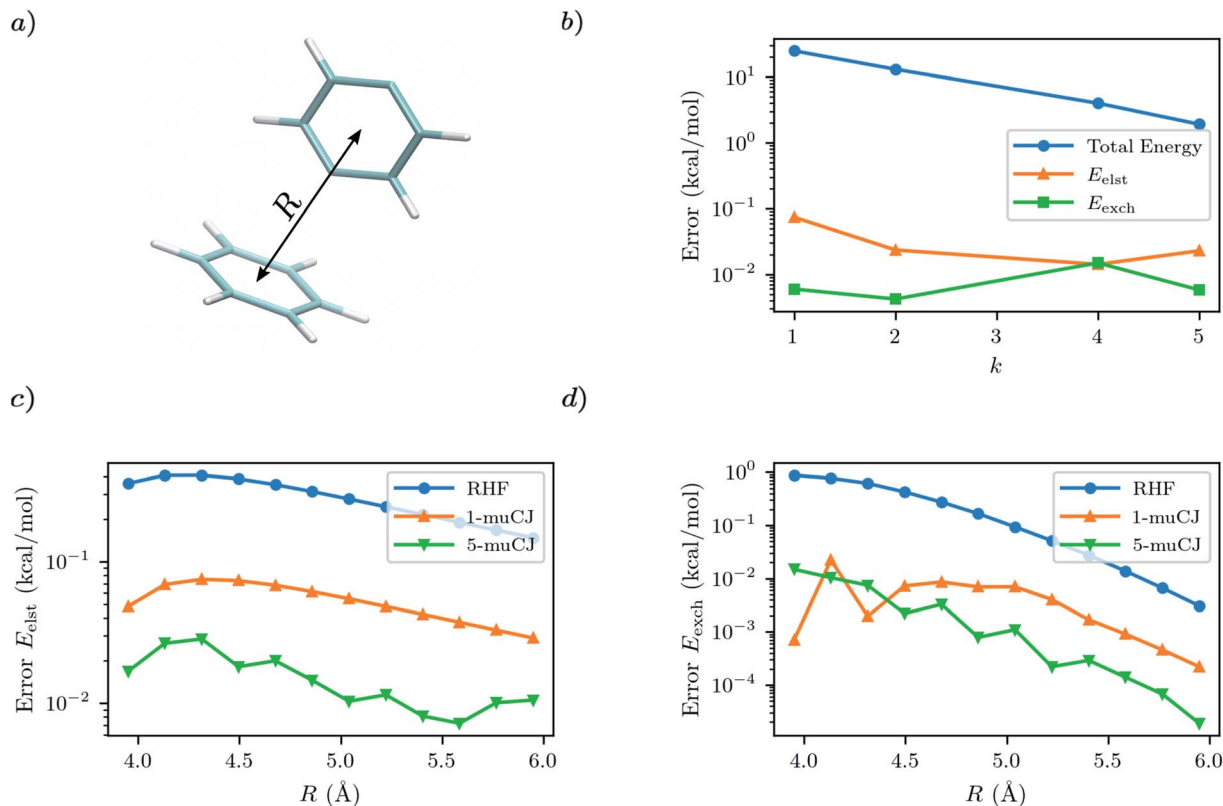 a)
R
b)
Error (kcal/mol)
10¹
10⁰
10⁻¹
10⁻²
Total Energy
E_elst
E_exch
1 2 3 4 5
k
c)
Error E_elst (kcal/mol)
10⁻¹
10⁻²
RHF
1-muCJ
5-muCJ
4.0 4.5 5.0 5.5 6.0
R (Å)
d)
Error E_exch (kcal/mol)
10⁰
10⁻¹
10⁻²
10⁻³
10⁻⁴
RHF
1-muCJ
5-muCJ
4.0 4.5 5.0 5.5 6.0
R (Å)